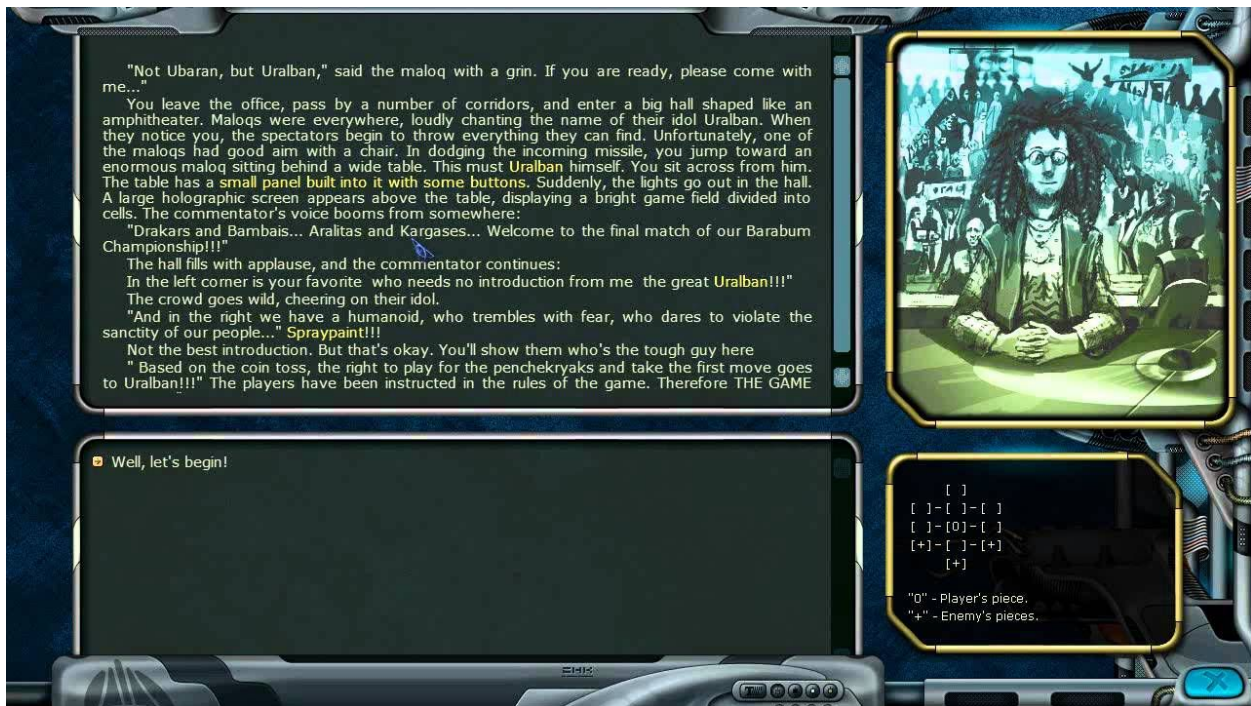 "Not Ubaran, but Uralban," said the maloq with a grin. If you are ready, please come with
me..."
You leave the office, pass by a number of corridors, and enter a big hall shaped like an
amphitheater. Maloqs were everywhere, loudly chanting the name of their idol Uralban. When
they notice you, the spectators begin to throw everything they can find. Unfortunately, one of
the maloqs had good aim with a chair. In dodging the incoming missile, you jump toward an
enormous maloq sitting behind a wide table. This must Uralban himself. You sit across from him.
The table has a small panel built into it with some buttons. Suddenly, the lights go out in the hall.
A large holographic screen appears above the table, displaying a bright game field divided into
cells. The commentator's voice booms from somewhere:
"Drakars and Bambais... Aralitas and Kargases... Welcome to the final match of our Barabum
Championship!!!"
The hall fills with applause, and the commentator continues:
In the left corner is your favorite who needs no introduction from me the great Uralban!!!"
The crowd goes wild, cheering on their idol.
"And in the right we have a humanoid, who trembles with fear, who dares to violate the
sanctity of our people..." Spraypaint!!!
Not the best introduction. But that's okay. You'll show them who's the tough guy here
" Based on the coin toss, the right to play for the penchekryaks and take the first move goes
to Uralban!!!" The players have been instructed in the rules of the game. Therefore THE GAME
Well, let's begin!
[ ]
[ ]-[ ]-[ ]
[ ]-[0]-[ ]
[+]-[ ]-[+]
[+]
"0" - Player's piece.
"+" - Enemy's pieces.